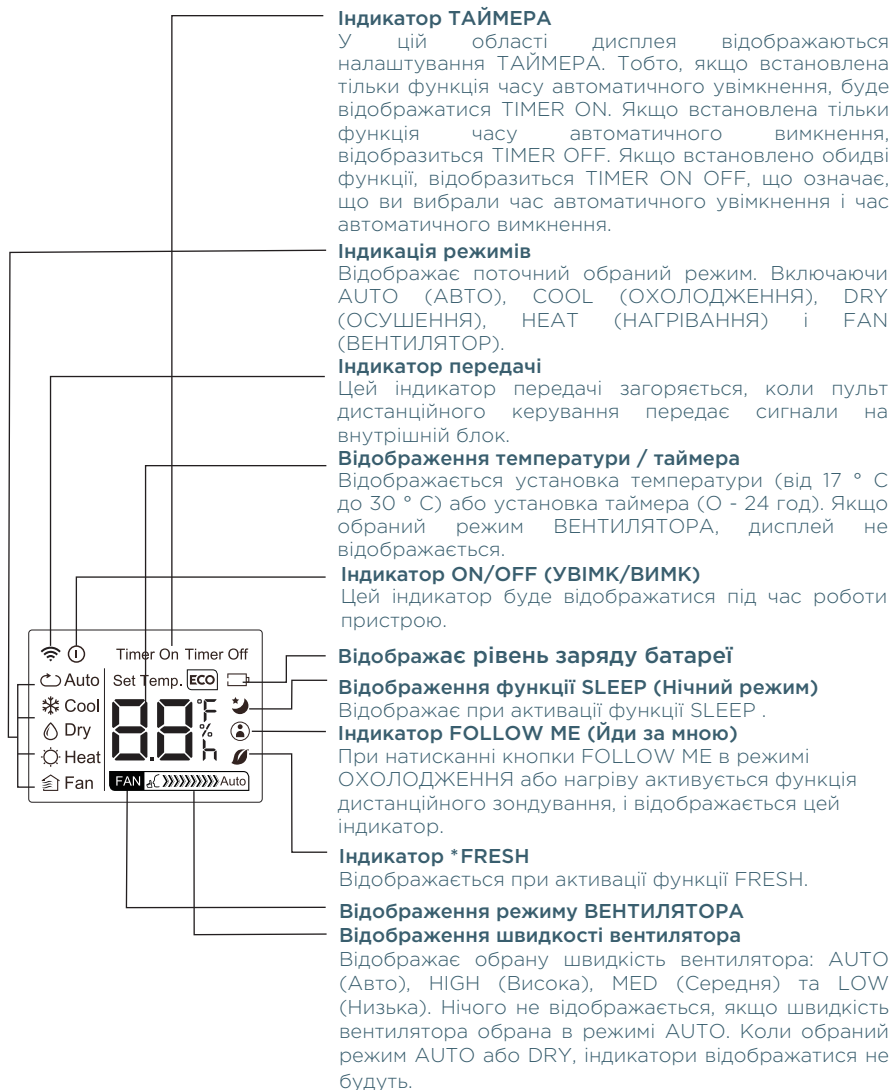 Індикатор ТАЙМЕРА
У цій області дисплея відображаються
налаштування ТАЙМЕРА. Тобто, якщо встановлена
тільки функція часу автоматичного увімкнення, буде
відображатися TIMER ON. Якщо встановлена тільки
функція часу автоматичного вимкнення,
відобразиться TIMER OFF. Якщо встановлено обидві
функції, відобразиться TIMER ON OFF, що означає,
що ви вибрали час автоматичного увімкнення і час
автоматичного вимкнення.
Індикація режимів
Відображає поточний обраний режим. Включаючи
AUTO (АВТО), COOL (ОХОЛОДЖЕННЯ), DRY
(ОСУШЕННЯ), HEAT (НАГРІВАННЯ) і FAN
(ВЕНТИЛЯТОР).
Індикатор передачі
Цей індикатор передачі загоряється, коли пульт
дистанційного керування передає сигнали на
внутрішній блок.
Відображення температури / таймера
Відображається установка температури (від 17 ° С
до 30 ° С) або установка таймера (О - 24 год). Якщо
обраний режим ВЕНТИЛЯТОРА, дисплей не
відображається.
Індикатор ON/OFF (УВІМК/ВИМК)
Цей індикатор буде відображатися під час роботи
пристрою.
Відображає рівень заряду батареї
Відображення функції SLEEP (Нічний режим)
Відображає при активації функції SLEEP .
Індикатор FOLLOW ME (Йди за мною)
При натисканні кнопки FOLLOW ME в режимі
ОХОЛОДЖЕННЯ або нагріву активується функція
дистанційного зондування, і відображається цей
індикатор.
Індикатор *FRESH
Відображається при активації функції FRESH.
Відображення режиму ВЕНТИЛЯТОРА
Відображення швидкості вентилятора
Відображає обрану швидкість вентилятора: AUTO
(Авто), HIGH (Висока), MED (Середня) та LOW
(Низька). Нічого не відображається, якщо швидкість
вентилятора обрана в режимі AUTO. Коли обраний
режим AUTO або DRY, індикатори відображатися не
будуть.
Timer On Timer Off
Auto Set Temp. ECO
Cool
Dry
Heat
Fan
8.8 °F % h
FAN Auto